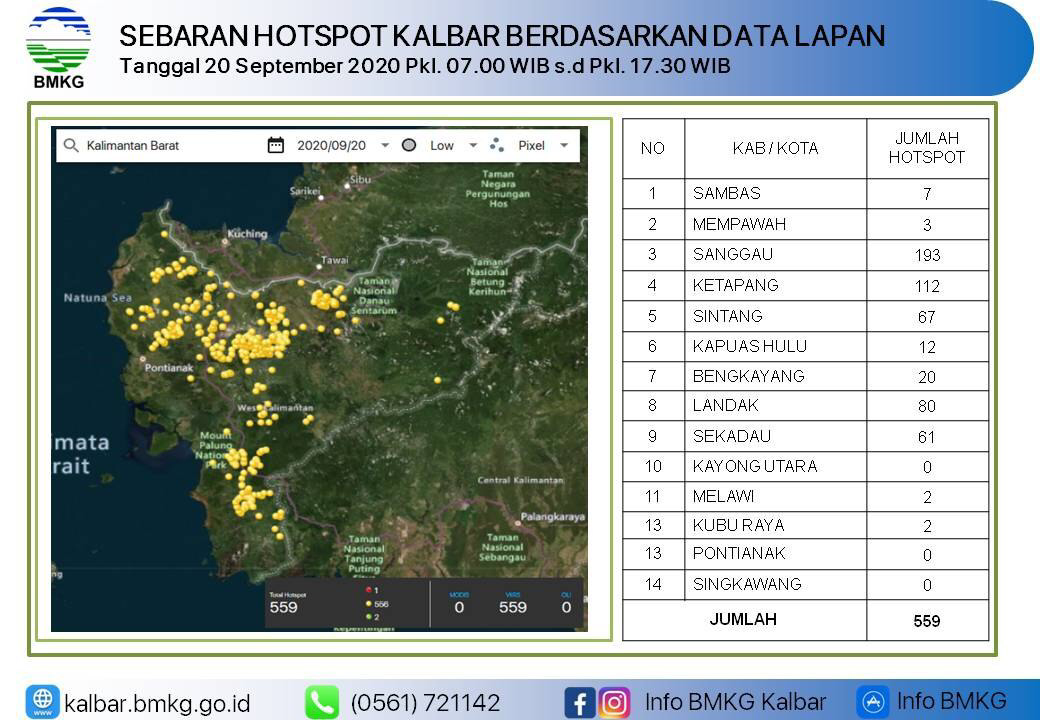 BMKG
SEBARAN HOTSPOT KALBAR BERDASARKAN DATA LAPAN
Tanggal 20 September 2020 Pkl. 07.00 WIB s.d Pkl. 17.30 WIB
Kalimantan Barat 2020/09/20 Low Pixel
Sibu
Sarikei
Taman
Negara
Pergunungan
Hos
Kuching
Tawai
Natuna Sea
Taman
Nasional
Danau
Sentarum
Taman
Nasional
Betung
Kerihun
Pontianak
West Kalimantan
Mount
Palung
Nation
Park
imata
rait
Central Kalimantan
Palangkaraya
Taman
Nasional
Tanjung
Puting
Taman
Nasional
Sebangau
ng
Total Hotspot
559
1
556
2
MODIS
0
VIIRS
559
0
NO KAB / KOTA JUMLAH HOTSPOT
1 SAMBAS 7
2 MEMPAWAH 3
3 SANGGAU 193
4 KETAPANG 112
5 SINTANG 67
6 KAPUAS HULU 12
7 BENGKAYANG 20
8 LANDAK 80
9 SEKADAU 61
10 KAYONG UTARA 0
11 MELAWI 2
13 KUBU RAYA 2
13 PONTIANAK 0
14 SINGKAWANG 0
JUMLAH 559
kalbar.bmkg.go.id (0561) 721142 Info BMKG Kalbar Info BMKG